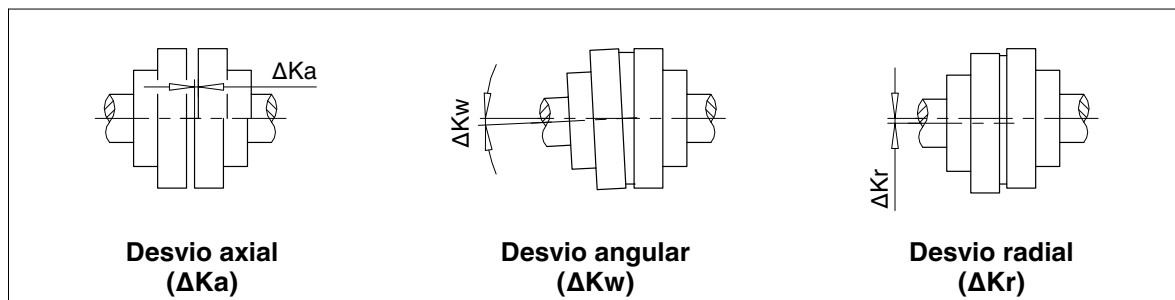 ΔKa
ΔKw
ΔKr
Desvio axial
(ΔKa)
Desvio angular
(ΔKw)
Desvio radial
(ΔKr)